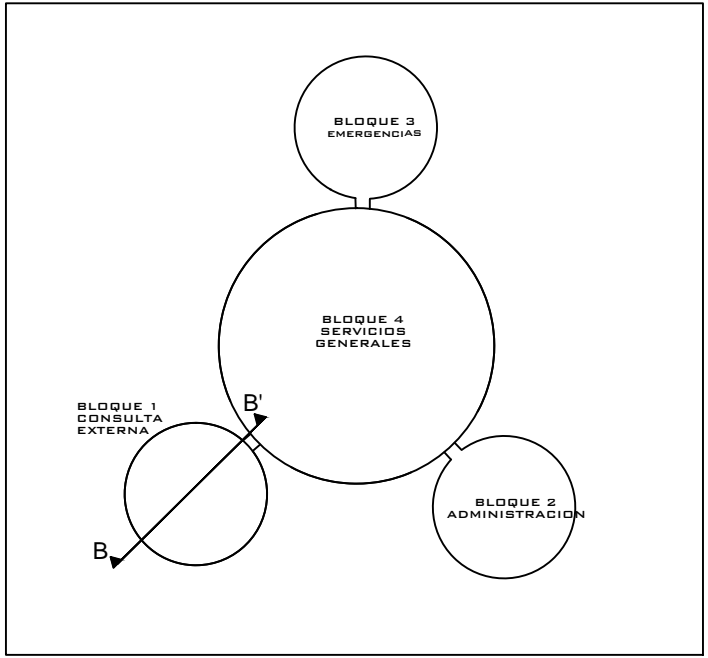 BLOQUE 3
EMERGENCIAS
BLOQUE 4
SERVICIOS
GENERALES
B'
BLOQUE 1
CONSULTA
EXTERNA
BLOQUE 2
ADMINISTRACION
B